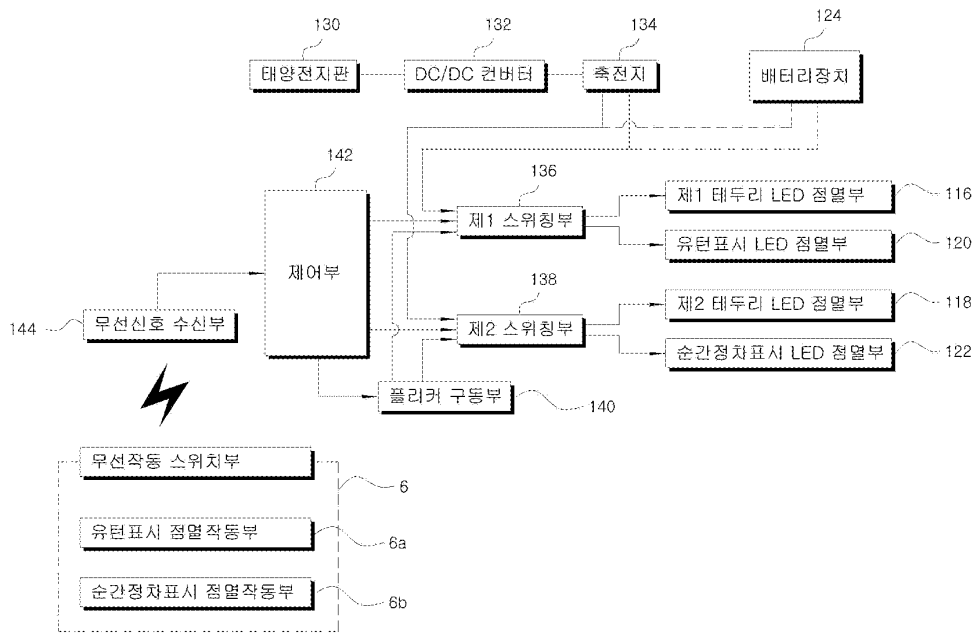 130
132
134
124
태양전지판
DC/DC 컨버터
축전지
배터리장치
142
136
제1 테두리 LED 점멸부
116
제1 스위칭부
유턴표시 LED 점멸부
120
제어부
138
제2 테두리 LED 점멸부
118
144
무선신호 수신부
제2 스위칭부
순간정차표시 LED 점멸부
122
플리커 구동부
140
무선작동 스위치부
6
유턴표시 점멸작동부
6a
순간정차표시 점멸작동부
6b